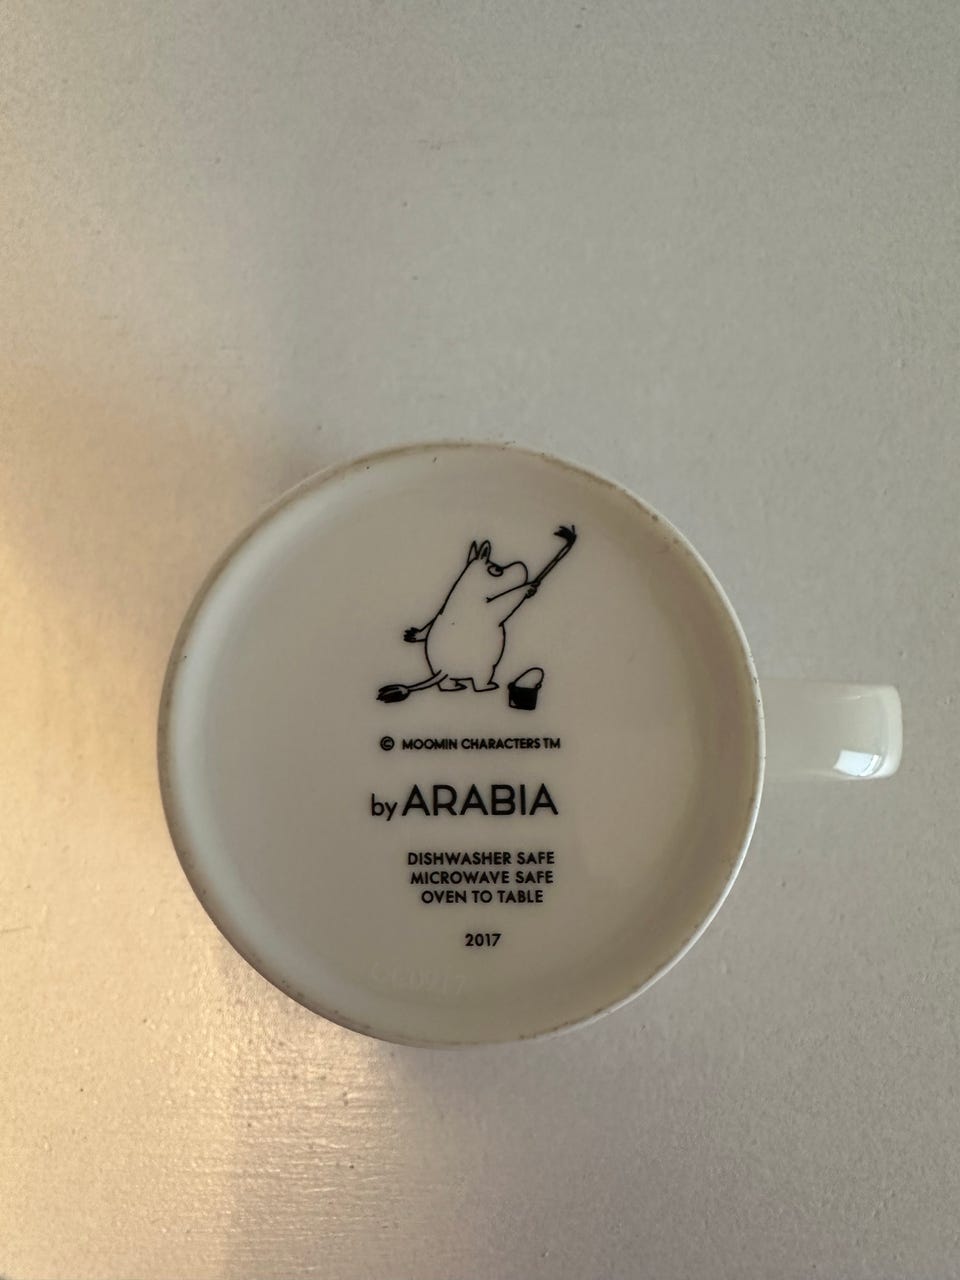 © MOOMIN CHARACTERS TM
by ARABIA
DISHWASHER SAFE
MICROWAVE SAFE
OVEN TO TABLE
2017